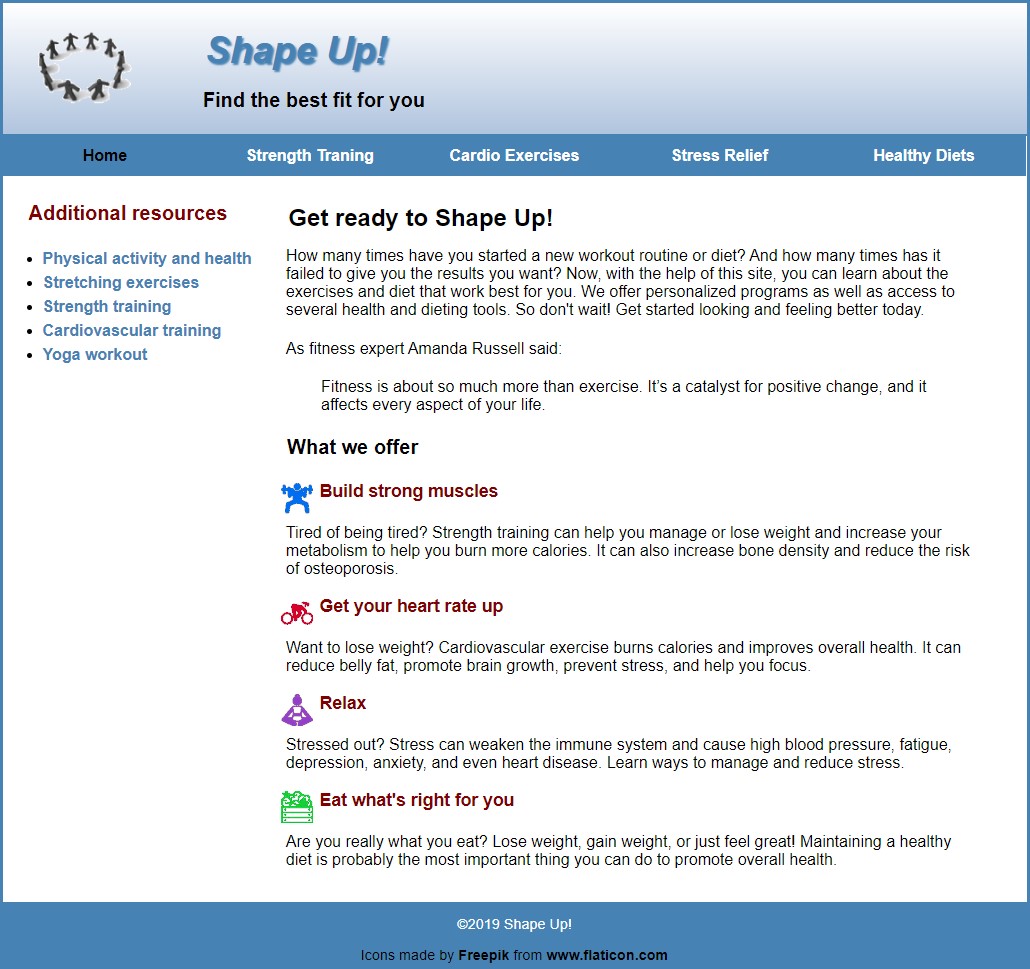 Shape Up!
Find the best fit for you
Home Strength Traning Cardio Exercises Stress Relief Healthy Diets
Additional resources
Physical activity and health
Stretching exercises
Strength training
Cardiovascular training
Yoga workout
Get ready to Shape Up!
How many times have you started a new workout routine or diet? And how many times has it
failed to give you the results you want? Now, with the help of this site, you can learn about the
exercises and diet that work best for you. We offer personalized programs as well as access to
several health and dieting tools. So don't wait! Get started looking and feeling better today.
As fitness expert Amanda Russell said:
Fitness is about so much more than exercise. It’s a catalyst for positive change, and it
affects every aspect of your life.
What we offer
Build strong muscles
Tired of being tired? Strength training can help you manage or lose weight and increase your
metabolism to help you burn more calories. It can also increase bone density and reduce the risk
of osteoporosis.
Get your heart rate up
Want to lose weight? Cardiovascular exercise burns calories and improves overall health. It can
reduce belly fat, promote brain growth, prevent stress, and help you focus.
Relax
Stressed out? Stress can weaken the immune system and cause high blood pressure, fatigue,
depression, anxiety, and even heart disease. Learn ways to manage and reduce stress.
Eat what's right for you
Are you really what you eat? Lose weight, gain weight, or just feel great! Maintaining a healthy
diet is probably the most important thing you can do to promote overall health.
©2019 Shape Up!
Icons made by Freepik from www.flaticon.com